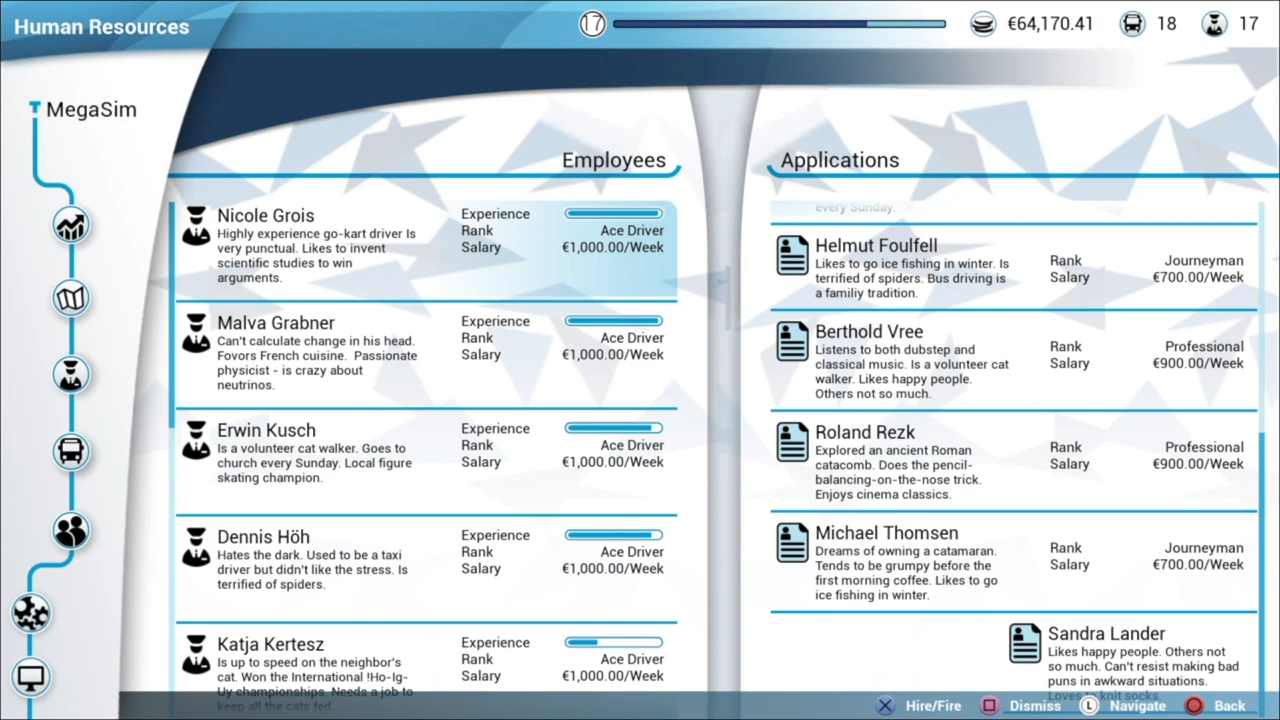 Human Resources
17
€64,170.41
18
17
MegaSim
Employees
Nicole Grois
Highly experience go-kart driver Is
very punctual. Likes to invent
scientific studies to win
arguments.
Experience
Rank Ace Driver
Salary €1,000.00/Week
Malva Grabner
Can't calculate change in his head.
Fovors French cuisine. Passionate
physicist - is crazy about
neutrinos.
Experience
Rank Ace Driver
Salary €1,000.00/Week
Erwin Kusch
Is a volunteer cat walker. Goes to
church every Sunday. Local figure
skating champion.
Experience
Rank Ace Driver
Salary €1,000.00/Week
Dennis Höh
Hates the dark. Used to be a taxi
driver but didn't like the stress. Is
terrified of spiders.
Experience
Rank Ace Driver
Salary €1,000.00/Week
Katja Kertesz
Is up to speed on the neighbor's
cat. Won the International !Ho-Ig-
Uy championships. Needs a job to
keep all the cats fed.
Experience
Rank Ace Driver
Salary €1,000.00/Week
Applications
every Sunday.
Helmut Foulfell
Likes to go ice fishing in winter. Is
terrified of spiders. Bus driving is
a familiy tradition.
Rank Journeyman
Salary €700.00/Week
Berthold Vree
Listens to both dubstep and
classical music. Is a volunteer cat
walker. Likes happy people.
Others not so much.
Rank Professional
Salary €900.00/Week
Roland Rezk
Explored an ancient Roman
catacomb. Does the pencil-
balancing-on-the-nose trick.
Enjoys cinema classics.
Rank Professional
Salary €900.00/Week
Michael Thomsen
Dreams of owning a catamaran.
Tends to be grumpy before the
first morning coffee. Likes to go
ice fishing in winter.
Rank Journeyman
Salary €700.00/Week
Sandra Lander
Likes happy people. Others not
so much. Can't resist making bad
puns in awkward situations.
Loves to knit socks.
Hire/Fire Dismiss L Navigate Back